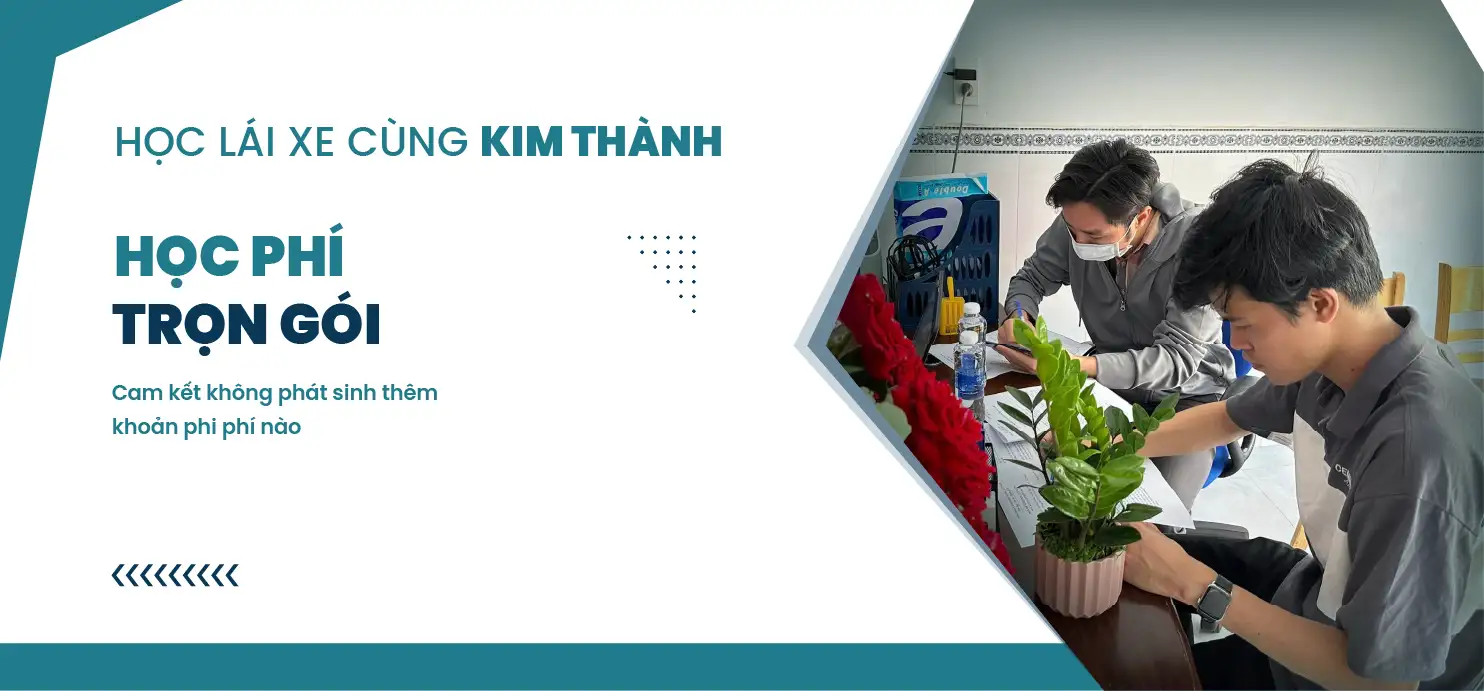 HỌC LÁI XE CÙNG KIM THÀNH
HỌC PHÍ
TRỌN GÓI
Cam kết không phát sinh thêm
khoản phi phí nào
Double A